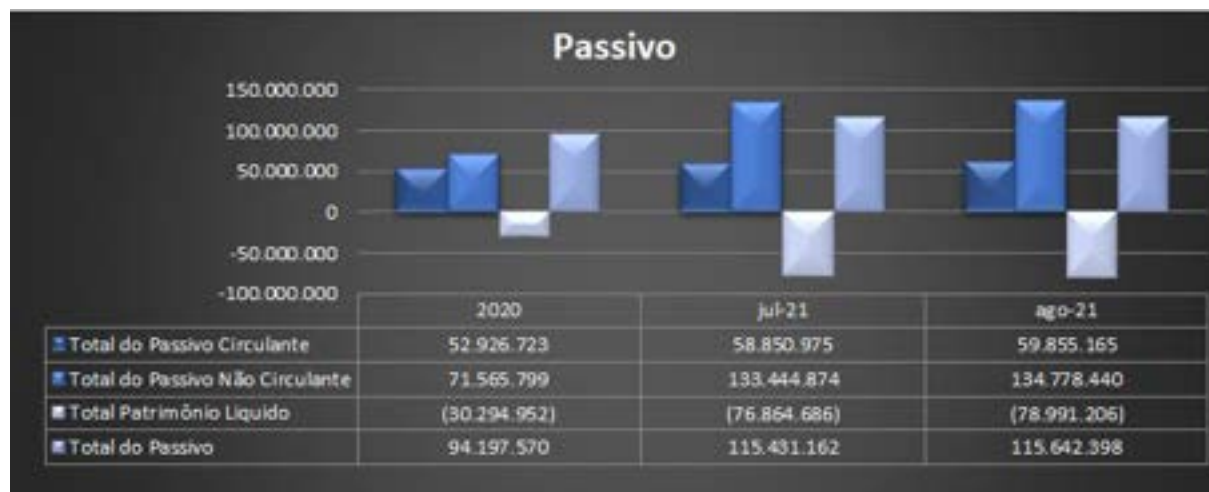 Passivo
150.000.000
100.000.000
50.000.000
0
-50.000.000
-100.000.000
2020 jul-21 ago-21
Total do Passivo Circulante 52.926.723 58.850.975 59.855.165
Total do Passivo Não Circulante 71.565.799 133.444.874 134.778.440
Total Patrimônio Liquido (30.294.952) (76.864.686) (78.991.206)
Total do Passivo 94.197.570 115.431.162 115.642.398